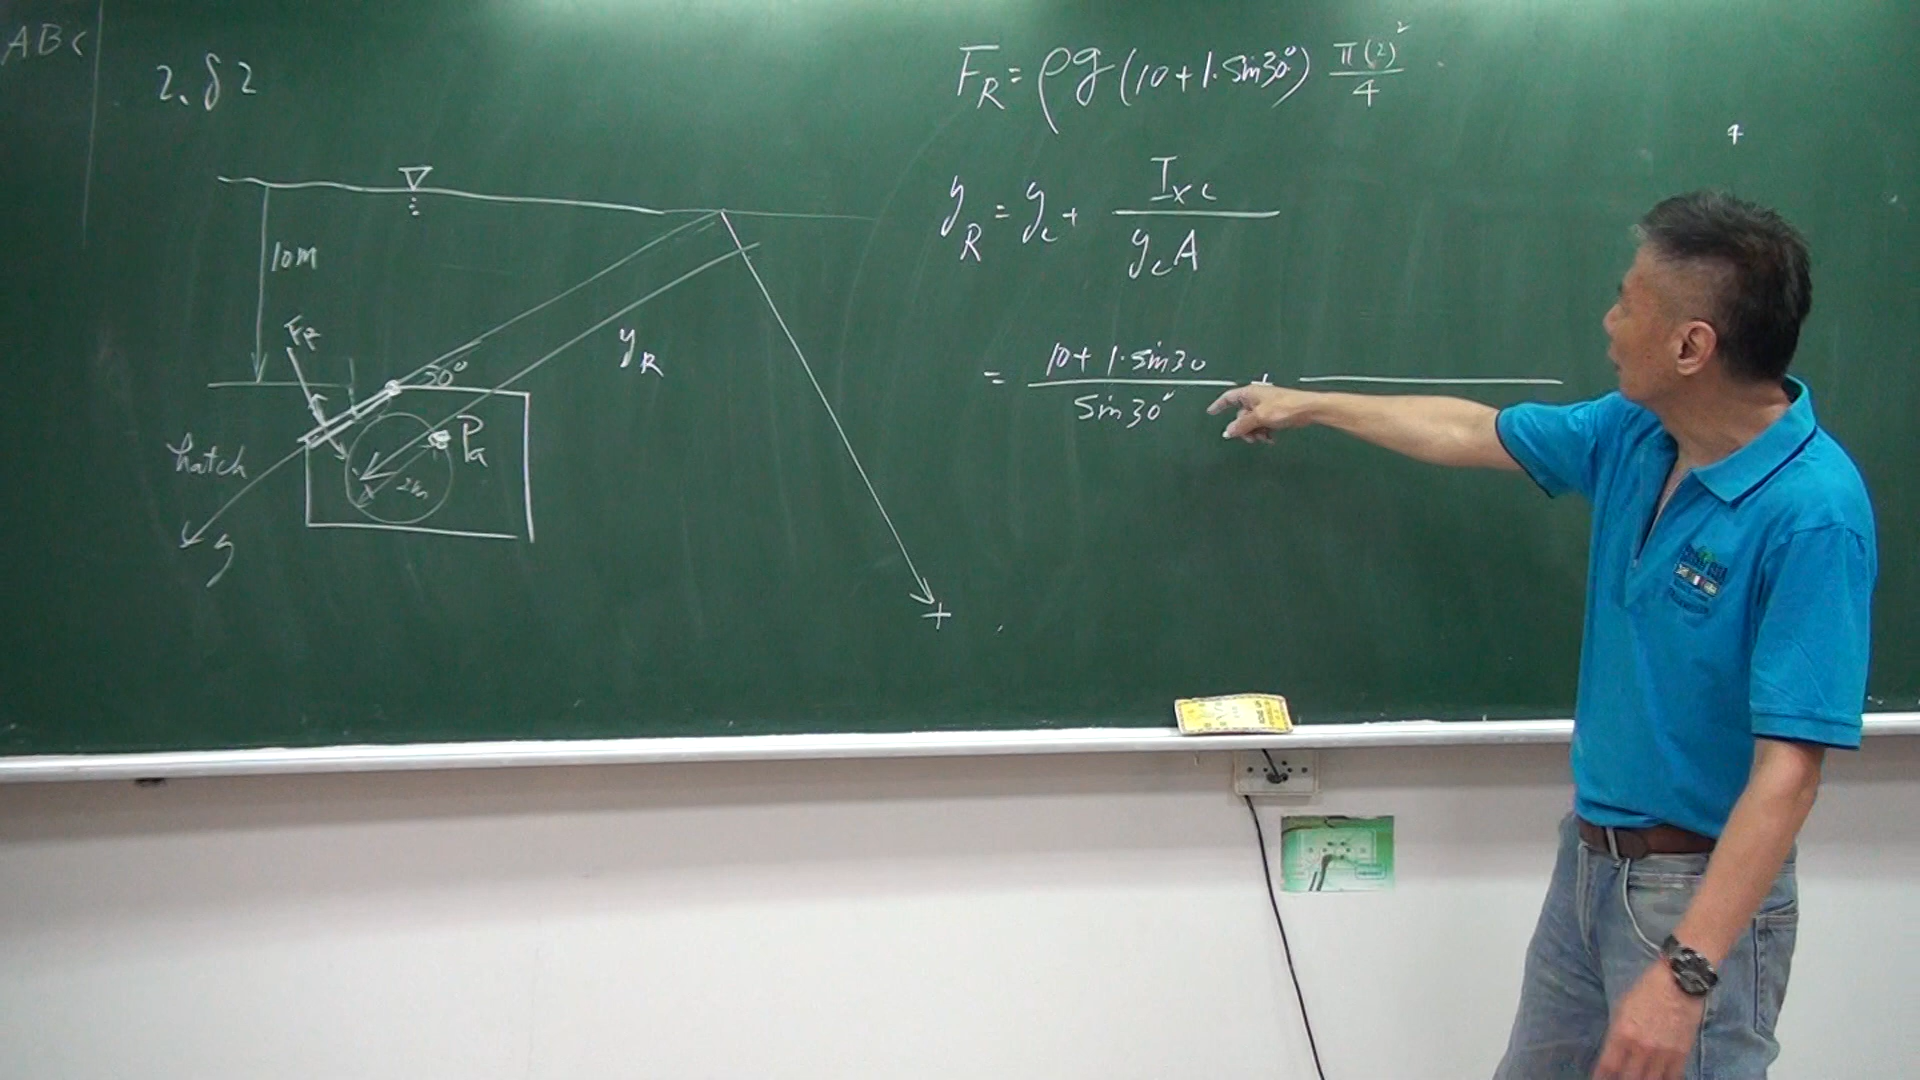 ABC
2.82
10m
F_R
30°
y_R
hatch
P_a
2m
y
+
F_R = ρg(10+1·sin30°) π(2)²/4
y_R = y_c + I_xc / y_c A
= 10+1·sin30 / sin30° +